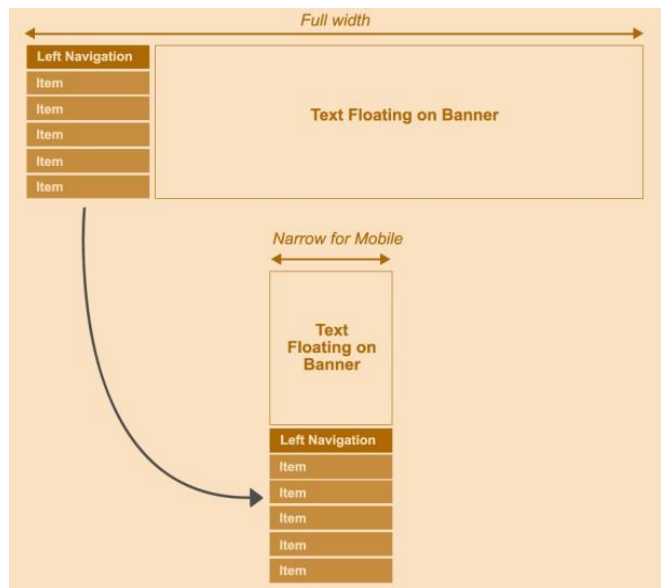 Full width
Left Navigation
Item
Item
Item
Item
Item
Text Floating on Banner
Narrow for Mobile
Text
Floating on
Banner
Left Navigation
Item
Item
Item
Item
Item